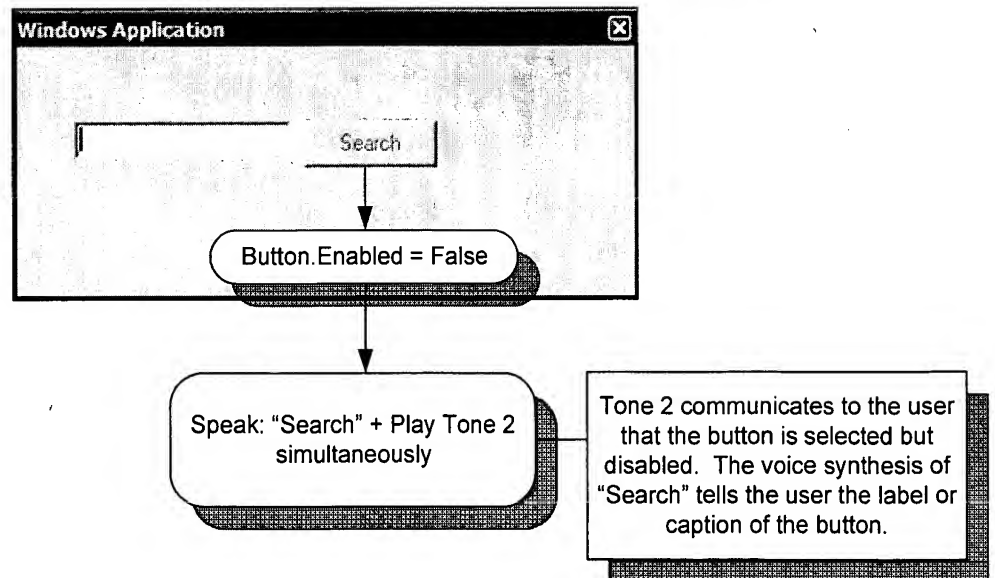 Windows Application
Search
Button.Enabled = False
Speak: “Search” + Play Tone 2
simultaneously
Tone 2 communicates to the user
that the button is selected but
disabled. The voice synthesis of
“Search” tells the user the label or
caption of the button.